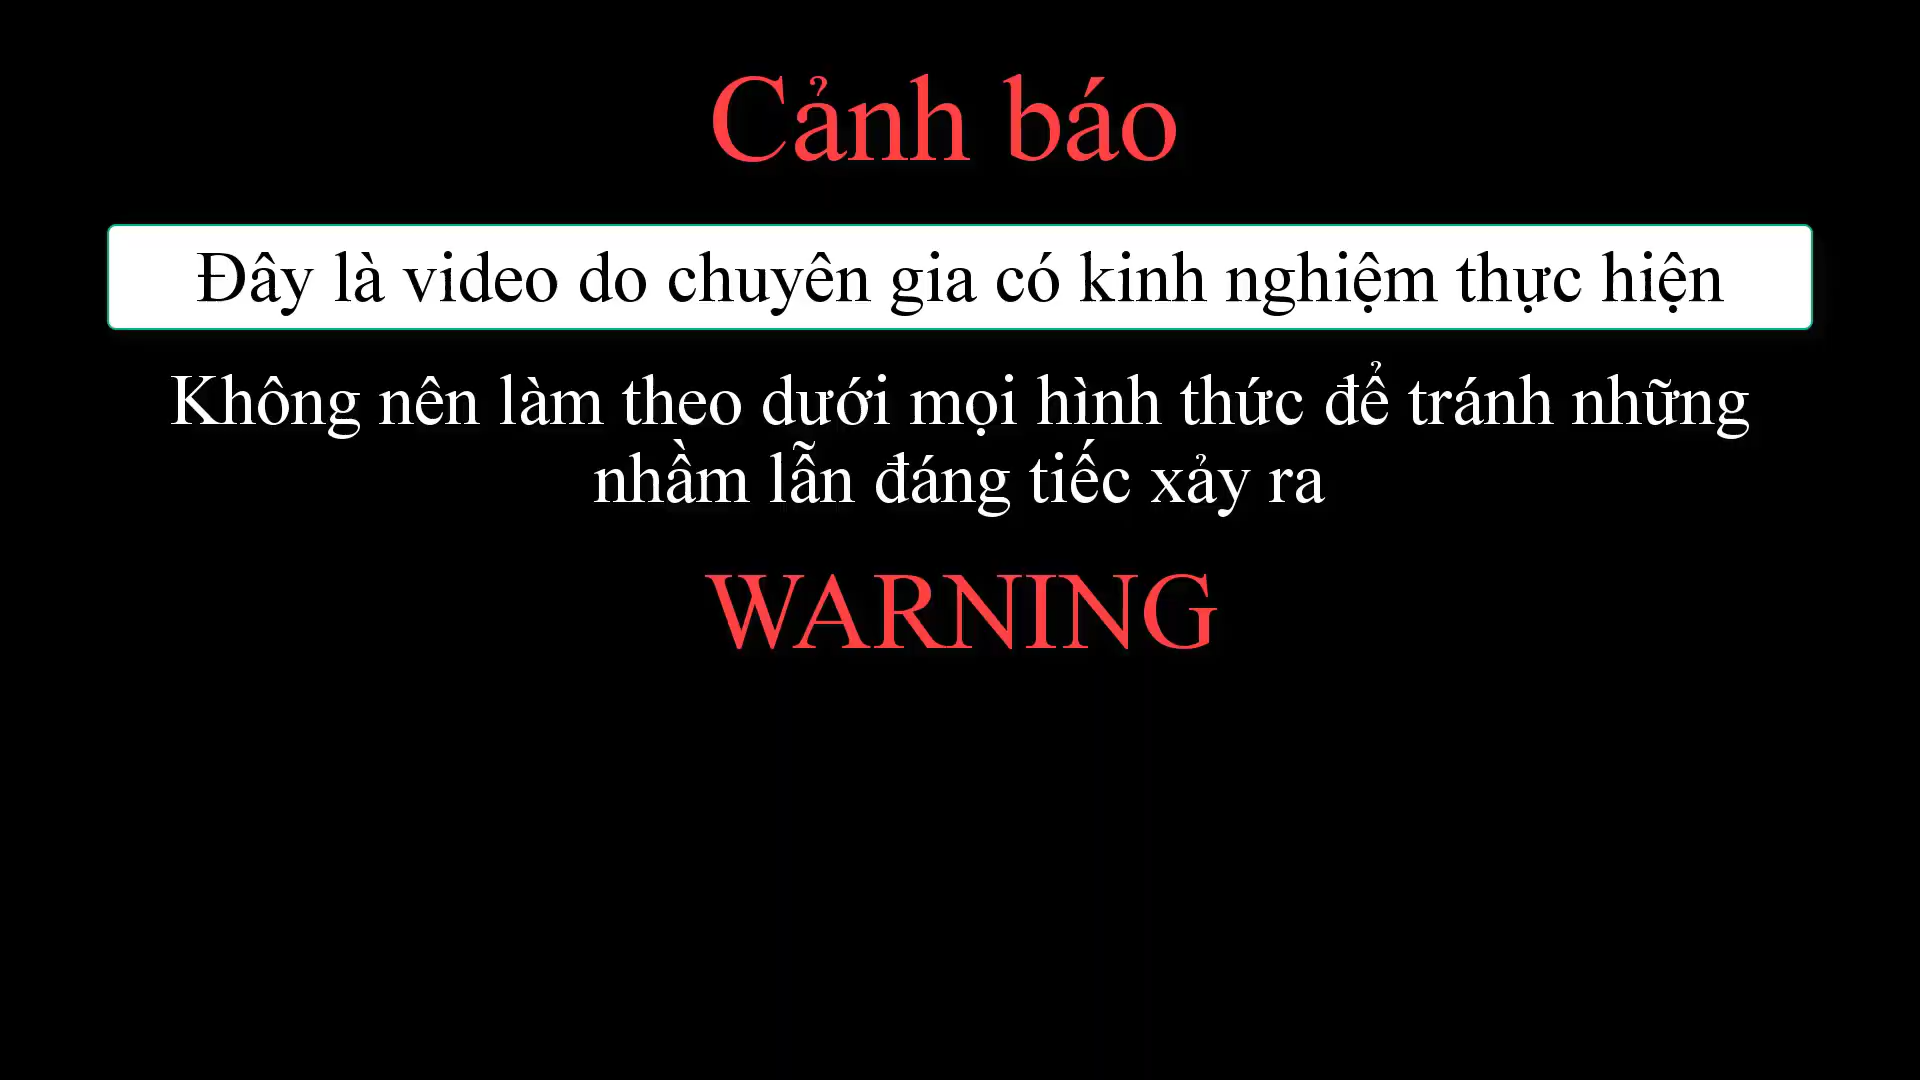 Cảnh báo
Đây là video do chuyên gia có kinh nghiệm thực hiện
Không nên làm theo dưới mọi hình thức để tránh những
nhầm lẫn đáng tiếc xảy ra
WARNING